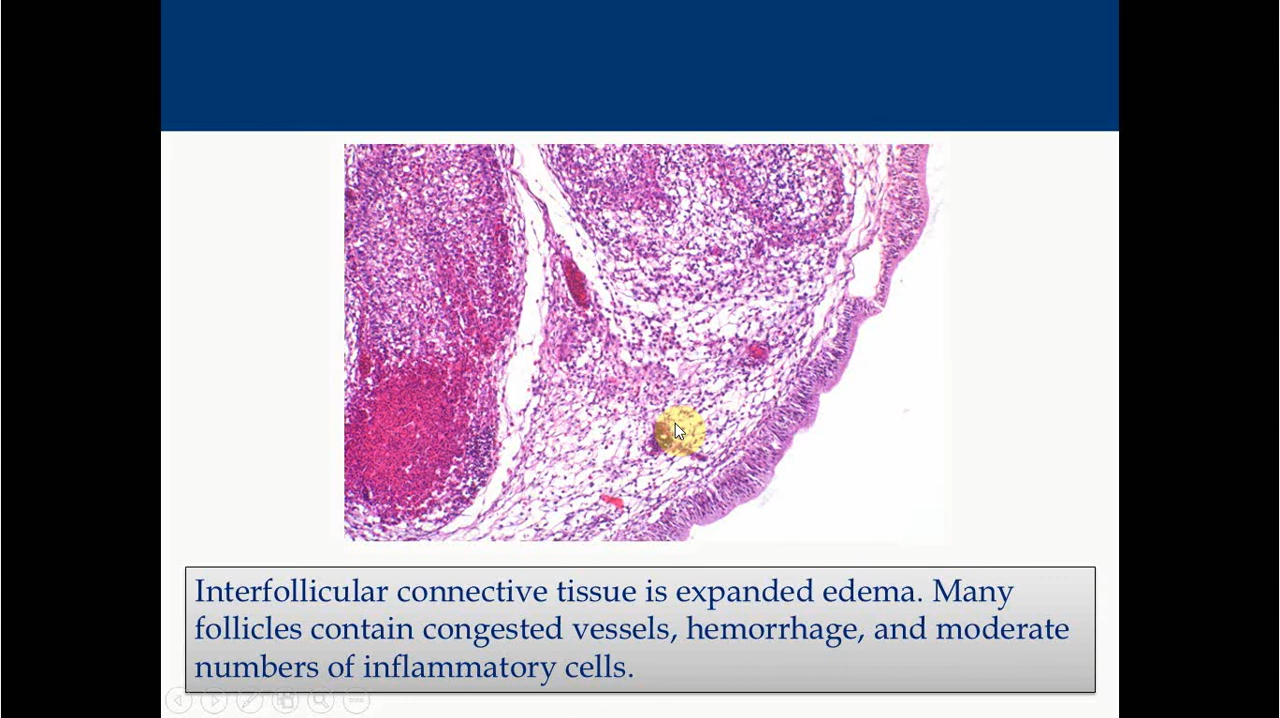 Interfollicular connective tissue is expanded edema. Many
follicles contain congested vessels, hemorrhage, and moderate
numbers of inflammatory cells.